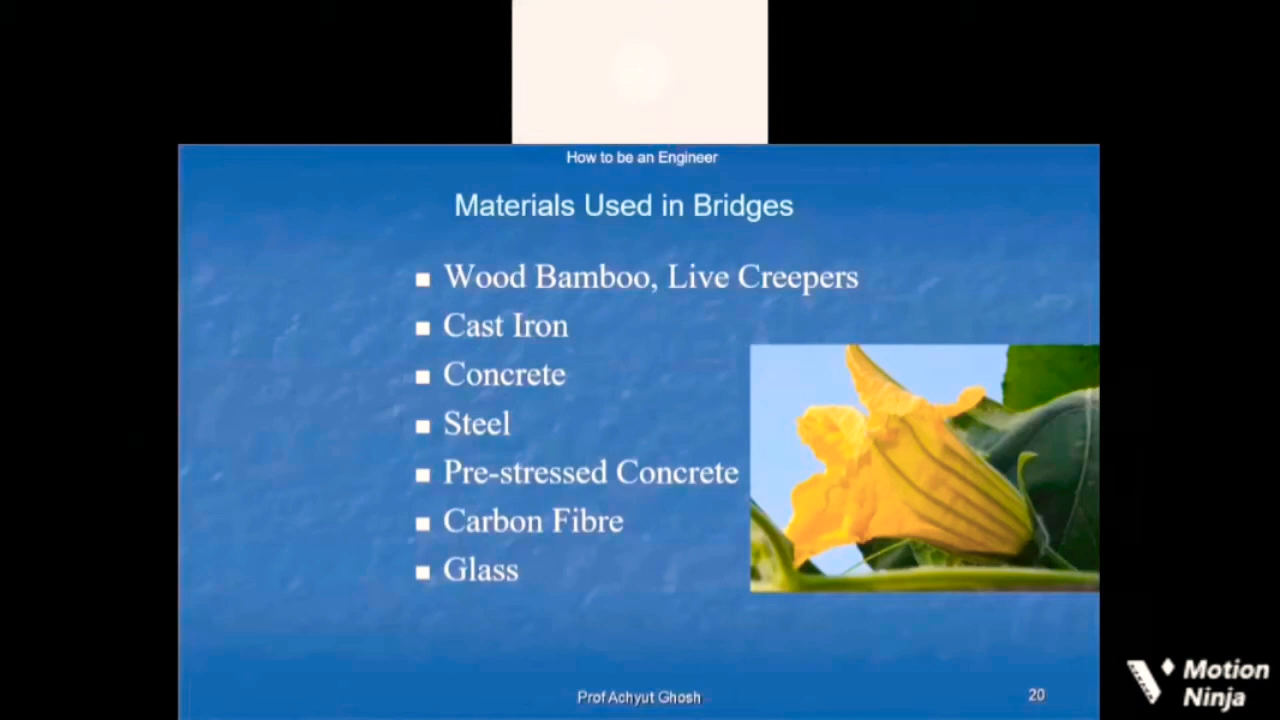 How to be an Engineer
Materials Used in Bridges
Wood Bamboo, Live Creepers
Cast Iron
Concrete
Steel
Pre-stressed Concrete
Carbon Fibre
Glass
Prof Achyut Ghosh
20
Motion
Ninja